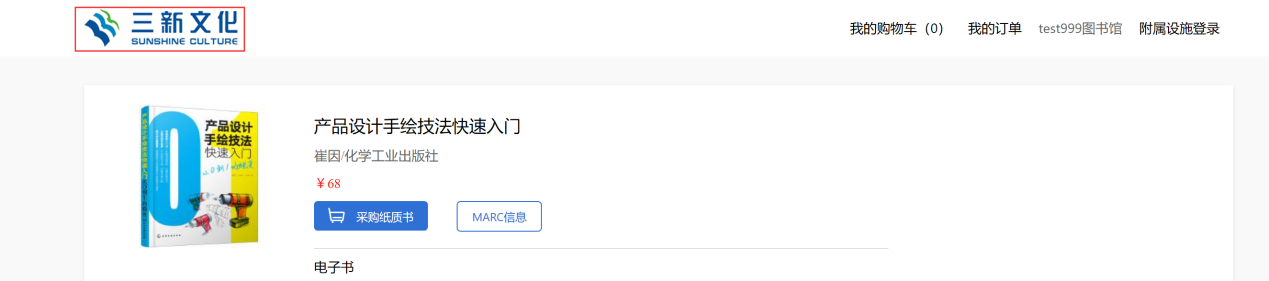 三新文化
SUNSHINE CULTURE
我的购物车（0） 我的订单 test999图书馆 附属设施登录
产品设计
手绘技法
快速入门
产品设计手绘技法快速入门
崔因/化学工业出版社
￥68
采购纸质书 MARC信息
电子书